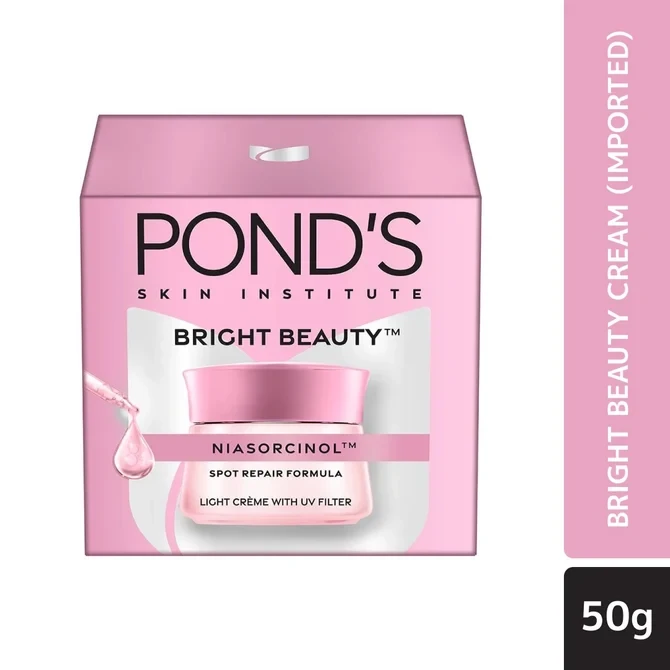 POND'S
SKIN INSTITUTE
BRIGHT BEAUTY™
NIASORCINOL™
SPOT REPAIR FORMULA
LIGHT CRÈME WITH UV FILTER
BRIGHT BEAUTY CREAM (IMPORTED)
50g